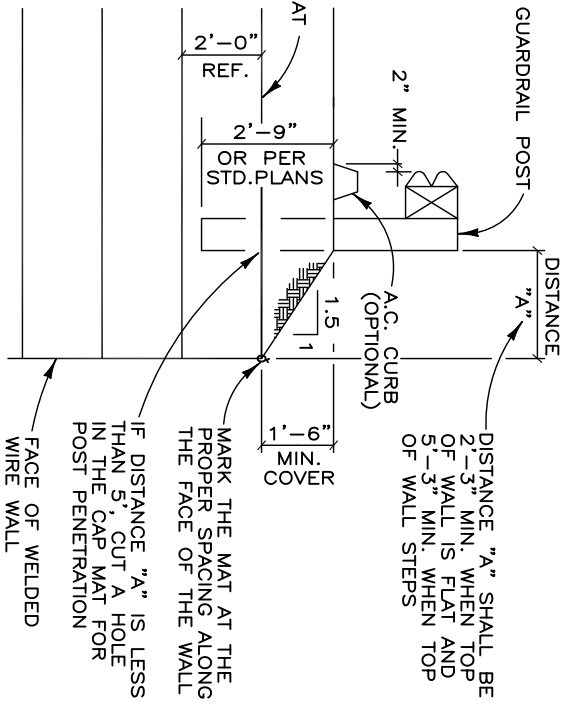 GUARDRAIL POST
DISTANCE
"A"
DISTANCE "A" SHALL BE
2'-3" MIN. WHEN TOP
OF WALL IS FLAT AND
5'-3" MIN. WHEN TOP
OF WALL STEPS
2" MIN.
A.C. CURB
(OPTIONAL)
1.5
1
1'-6"
MIN.
COVER
2'-9"
OR PER
STD.PLANS
2'-0"
REF.
AT
MARK THE MAT AT THE
PROPER SPACING ALONG
THE FACE OF THE WALL
IF DISTANCE "A" IS LESS
THAN 5', CUT A HOLE
IN THE CAP MAT FOR
POST PENETRATION
FACE OF WELDED
WIRE WALL